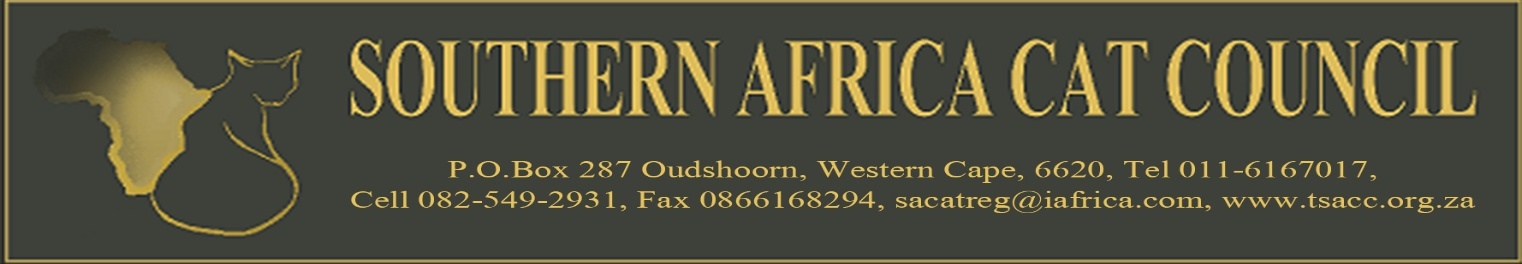 SOUTHERN AFRICA CAT COUNCIL
P.O.Box 287 Oudshoorn, Western Cape, 6620, Tel 011-6167017,
Cell 082-549-2931, Fax 0866168294, sacatreg@iafrica.com, www.tsacc.org.za